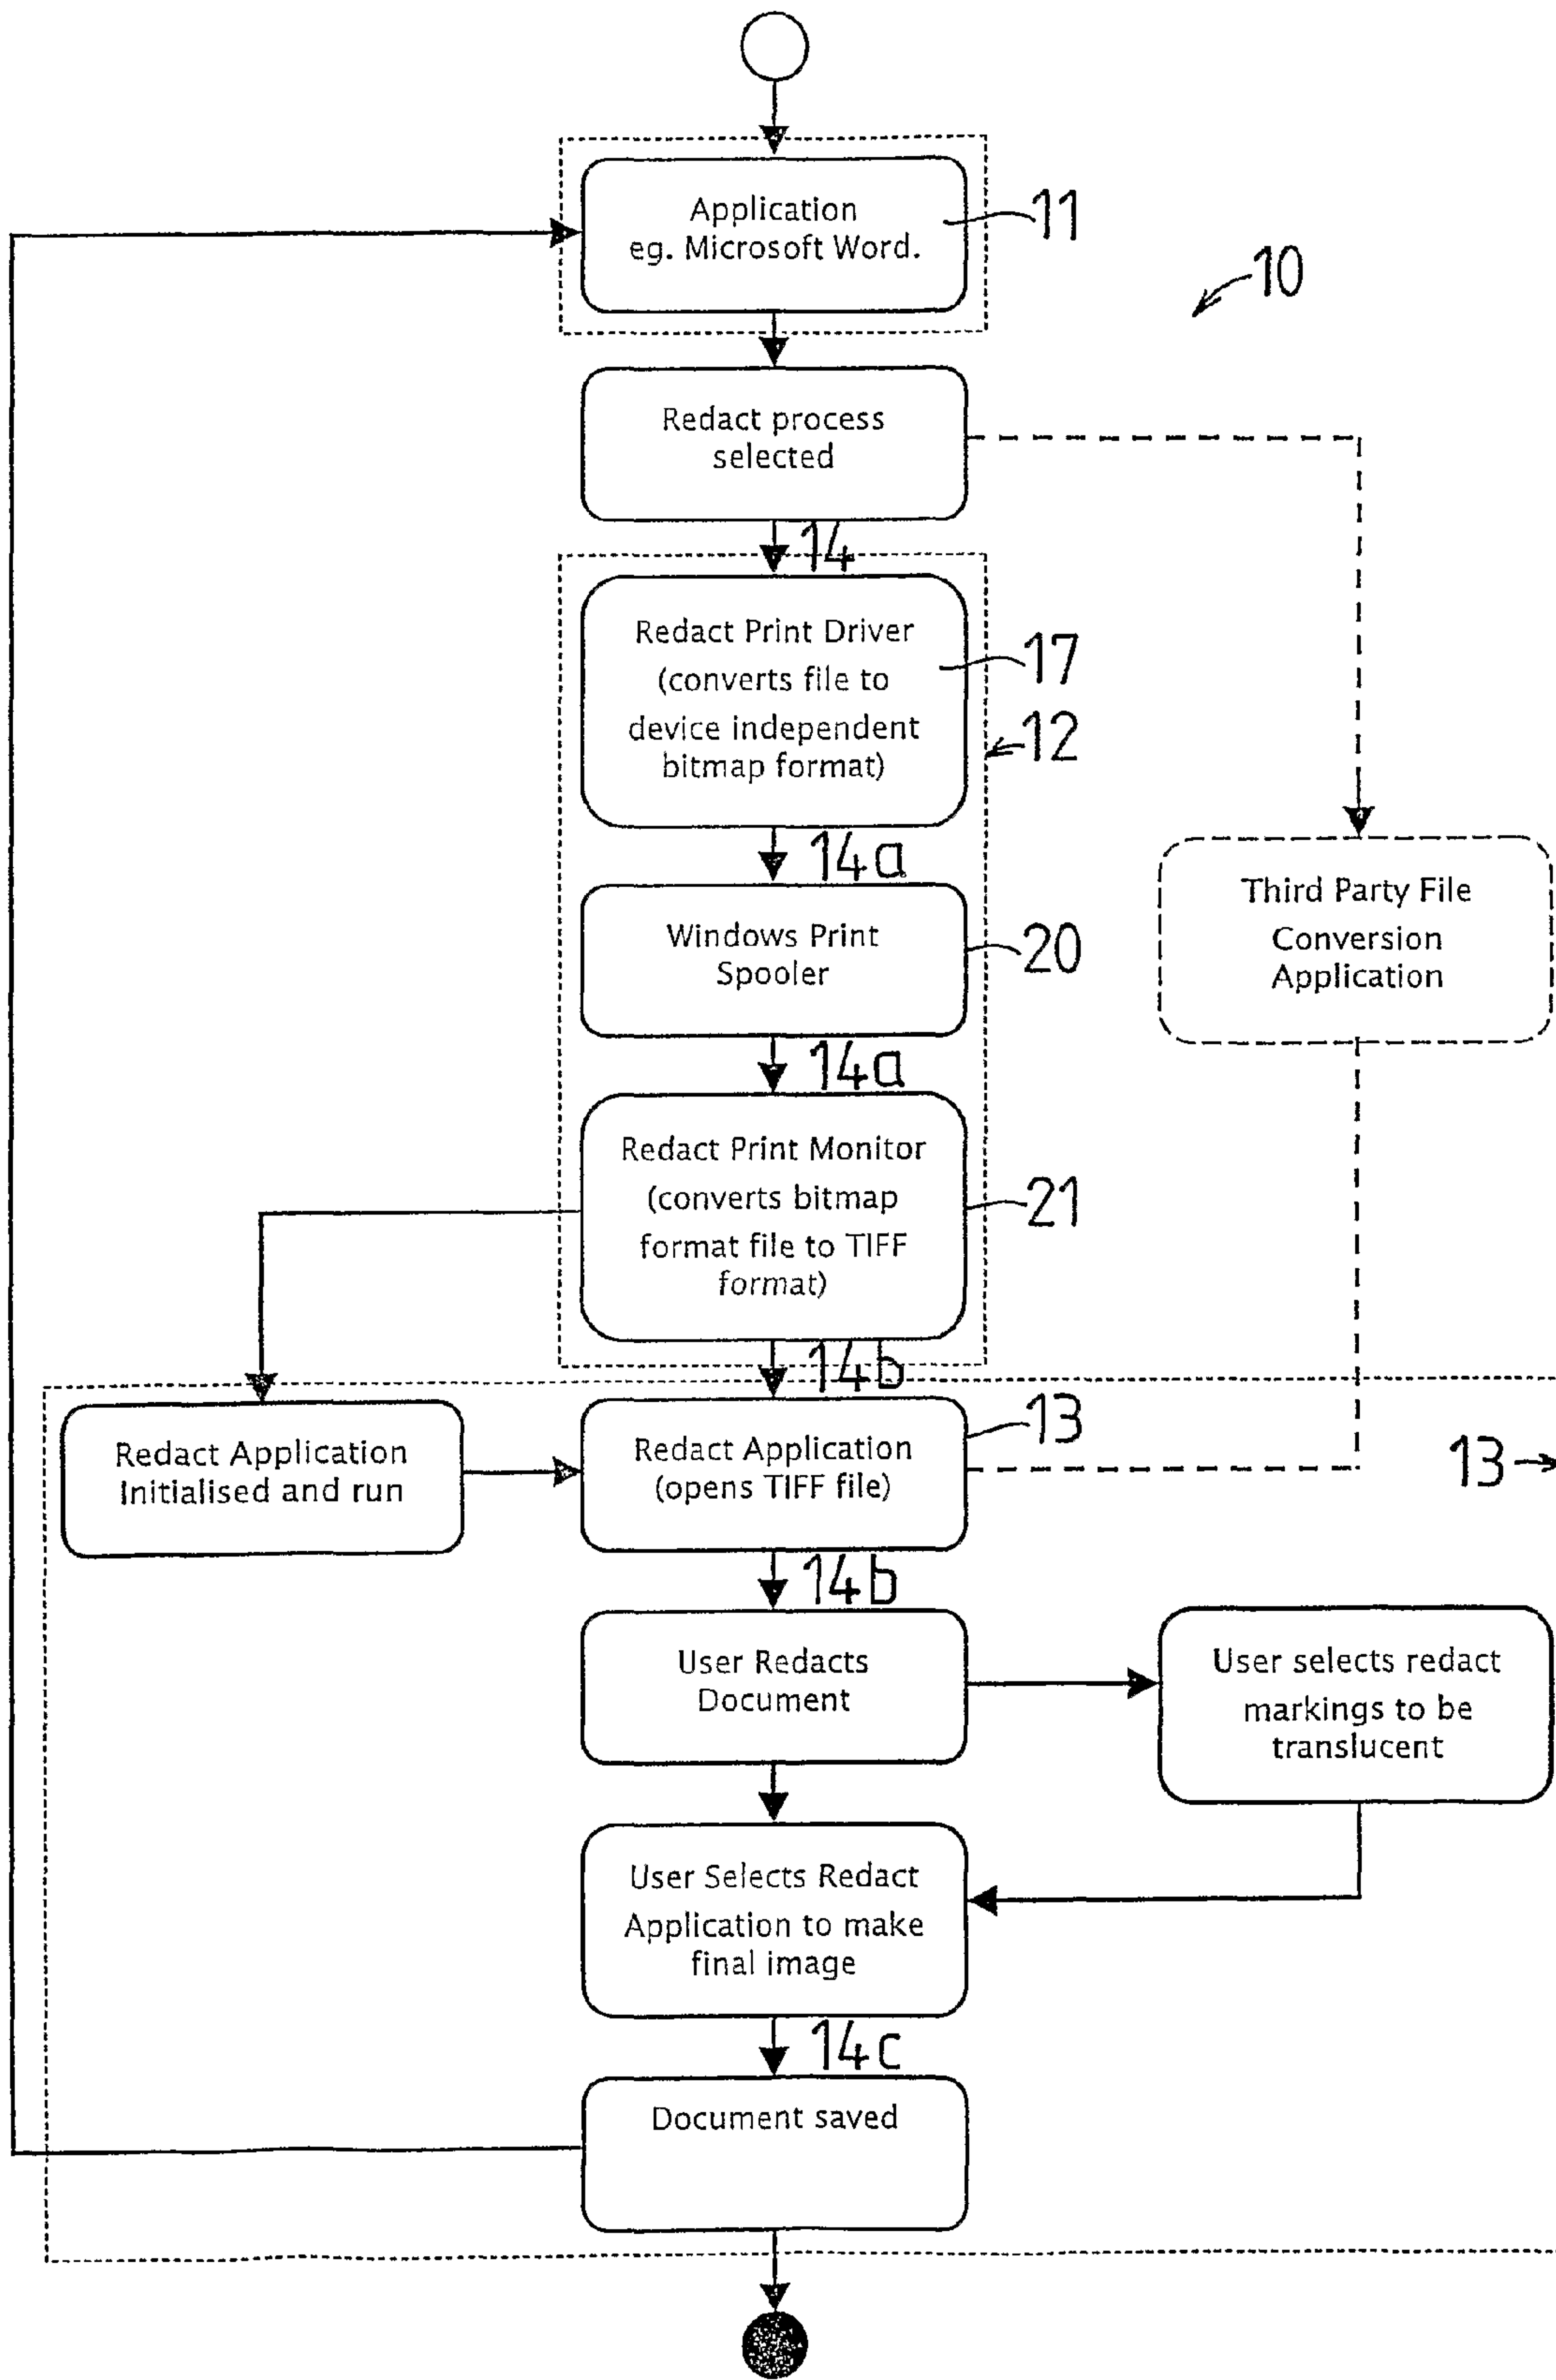 Application
eg. Microsoft Word.
11
10
Redact process
selected
14
Redact Print Driver
(converts file to
device independent
bitmap format)
17
12
14a
Windows Print
Spooler
20
Third Party File
Conversion
Application
14a
Redact Print Monitor
(converts bitmap
format file to TIFF
format)
21
14b
Redact Application
Initialised and run
Redact Application
(opens TIFF file)
13
13
14b
User Redacts
Document
User selects redact
markings to be
translucent
User Selects Redact
Application to make
final image
14c
Document saved